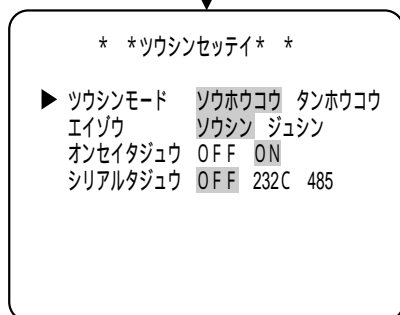 * *ツウシンセッテイ* *
▶ ツウシンモード ソウホウコウ タンホウコウ
エイゾウ ソウシン ジュシン
オンセイタジュウ OFF ON
シリアルタジュウ OFF 232C 485